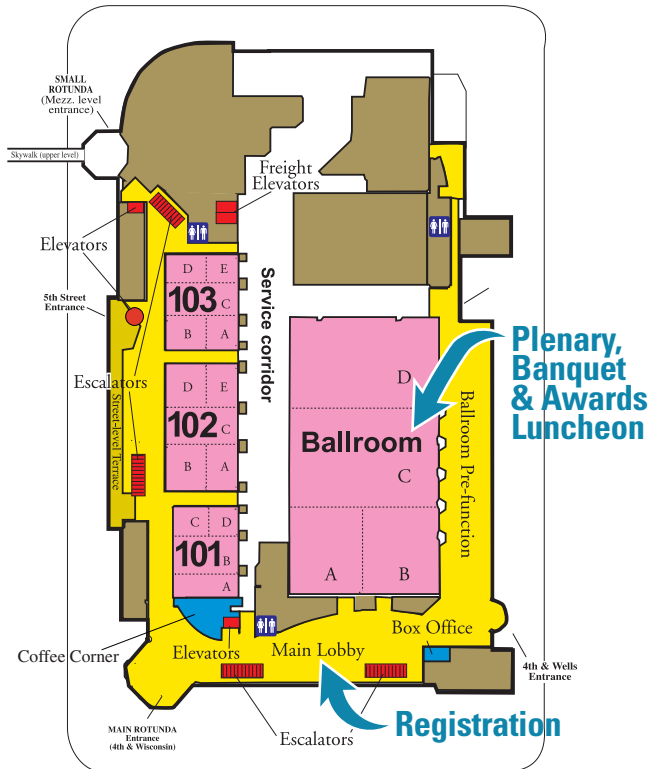 SMALL
ROTUNDA
(Mezz. level
entrance)
Skywalk (upper level)
Freight
Elevators
Elevators
5th Street
Entrance
D
E
103
C
B
A
Service corridor
Escalators
Street-level Terrace
D
E
102
C
B
A
C
D
101
B
A
D
Ballroom
C
A
B
Plenary,
Banquet
& Awards
Luncheon
Ballroom Pre-function
Coffee Corner
Elevators
Main Lobby
Box Office
4th & Wells
Entrance
MAIN ROTUNDA
Entrance
(4th & Wisconsin)
Escalators
Registration